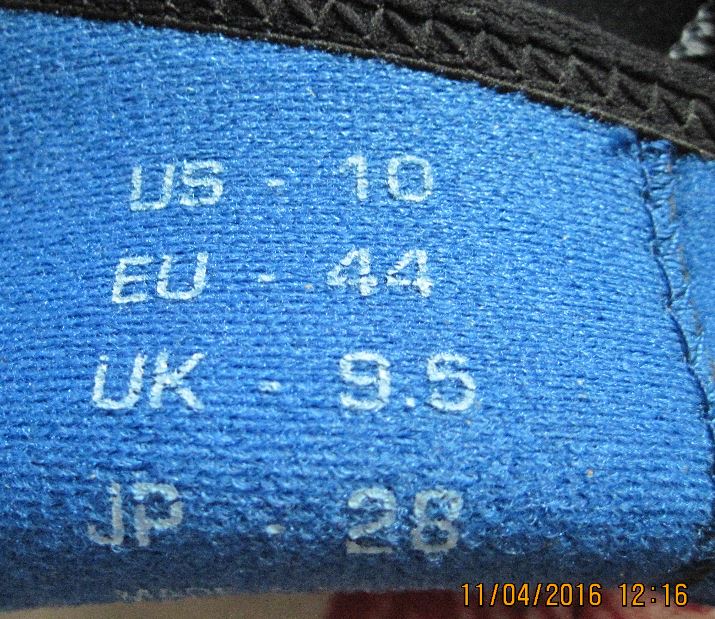 US - 10
EU - 44
UK - 9.5
JP - 28
11/04/2016 12:16